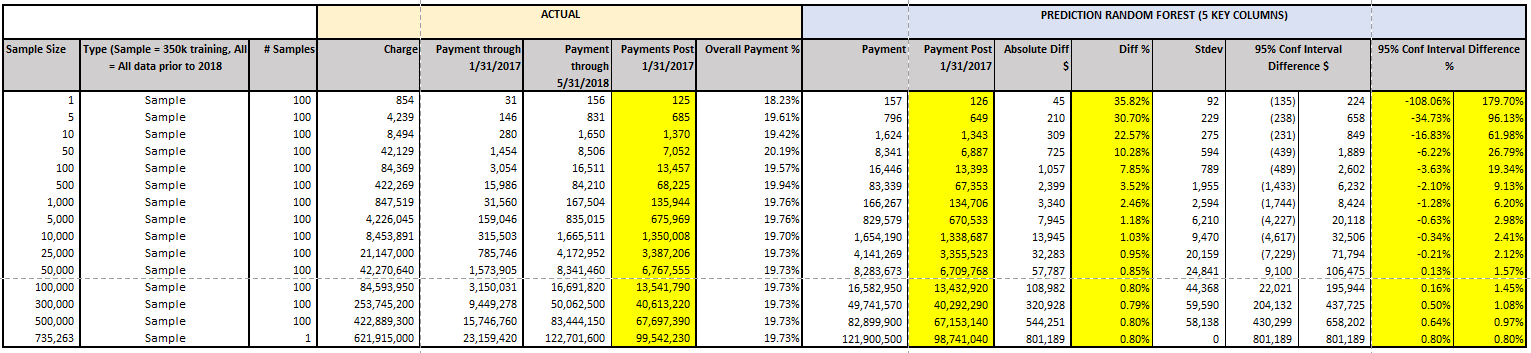 ACTUAL PREDICTION RANDOM FOREST (5 KEY COLUMNS)
Sample Size Type (Sample = 350k training, All = All data prior to 2018 # Samples Charge Payment through 1/31/2017 Payment through 5/31/2018 Payments Post 1/31/2017 Overall Payment % Payment Payment Post 1/31/2017 Absolute Diff $ Diff % Stdev 95% Conf Interval Difference $ 95% Conf Interval Difference %
1 Sample 100 854 31 156 125 18.23% 157 126 45 35.82% 92 (135) 224 -108.06% 179.70%
5 Sample 100 4,239 146 831 685 19.61% 796 649 210 30.70% 229 (238) 658 -34.73% 96.13%
10 Sample 100 8,494 280 1,650 1,370 19.42% 1,624 1,343 309 22.57% 275 (231) 849 -16.83% 61.98%
50 Sample 100 42,129 1,454 8,506 7,052 20.19% 8,341 6,887 725 10.28% 594 (439) 1,889 -6.22% 26.79%
100 Sample 100 84,369 3,054 16,511 13,457 19.57% 16,446 13,393 1,057 7.85% 789 (489) 2,602 -3.63% 19.34%
500 Sample 100 422,269 15,986 84,210 68,225 19.94% 83,339 67,353 2,399 3.52% 1,955 (1,433) 6,232 -2.10% 9.13%
1,000 Sample 100 847,519 31,560 167,504 135,944 19.76% 166,267 134,706 3,340 2.46% 2,594 (1,744) 8,424 -1.28% 6.20%
5,000 Sample 100 4,226,045 159,046 835,015 675,969 19.76% 829,579 670,533 7,945 1.18% 6,210 (4,227) 20,118 -0.63% 2.98%
10,000 Sample 100 8,453,891 315,503 1,665,511 1,350,008 19.70% 1,654,190 1,338,687 13,945 1.03% 9,470 (4,617) 32,506 -0.34% 2.41%
25,000 Sample 100 21,147,000 785,746 4,172,952 3,387,206 19.73% 4,141,269 3,355,523 32,283 0.95% 20,159 (7,229) 71,794 -0.21% 2.12%
50,000 Sample 100 42,270,640 1,573,905 8,341,460 6,767,555 19.73% 8,283,673 6,709,768 57,787 0.85% 24,841 9,100 106,475 0.13% 1.57%
100,000 Sample 100 84,593,950 3,150,031 16,691,820 13,541,790 19.73% 16,582,950 13,432,920 108,982 0.80% 44,368 22,021 195,944 0.16% 1.45%
300,000 Sample 100 253,745,200 9,449,278 50,062,500 40,613,220 19.73% 49,741,570 40,292,290 320,928 0.79% 59,590 204,132 437,725 0.50% 1.08%
500,000 Sample 100 422,889,300 15,746,760 83,444,150 67,697,390 19.73% 82,899,900 67,153,140 544,251 0.80% 58,138 430,299 658,202 0.64% 0.97%
735,263 Sample 1 621,915,000 23,159,420 122,701,600 99,542,230 19.73% 121,900,500 98,741,040 801,189 0.80% 0 801,189 801,189 0.80% 0.80%